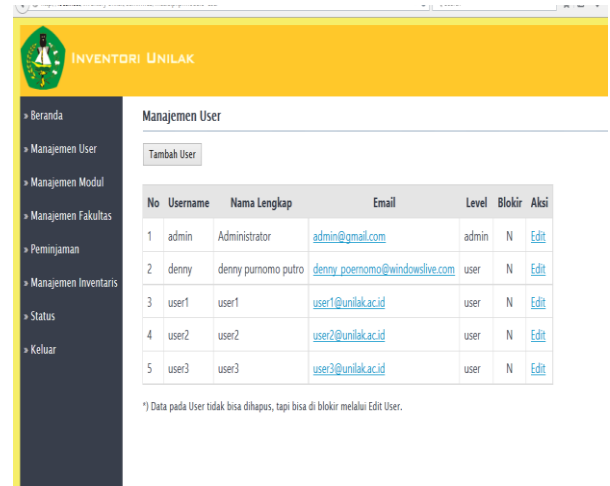 INVENTORI UNILAK
» Beranda
» Manajemen User
» Manajemen Modul
» Manajemen Fakultas
» Peminjaman
» Manajemen Inventaris
» Status
» Keluar
Manajemen User
Tambah User
No Username Nama Lengkap Email Level Blokir Aksi
1 admin Administrator admin@gmail.com admin N Edit
2 denny denny purnomo putro denny_poernomo@windowslive.com user N Edit
3 user1 user1 user1@unilak.ac.id user N Edit
4 user2 user2 user2@unilak.ac.id user N Edit
5 user3 user3 user3@unilak.ac.id user N Edit
*) Data pada User tidak bisa dihapus, tapi bisa di blokir melalui Edit User.